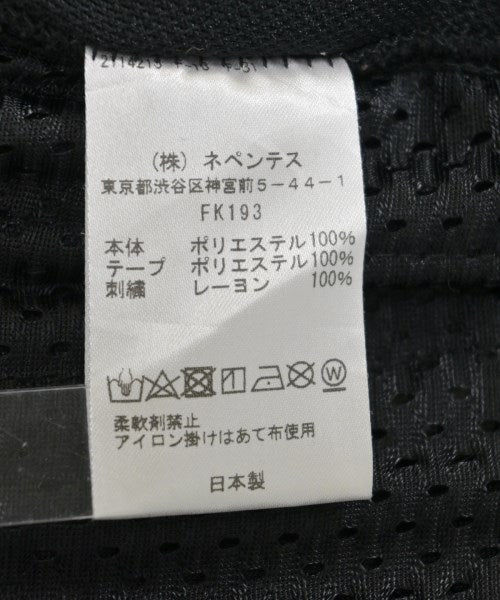 （株）ネペンテス
東京都渋谷区神宮前5-44-1
FK193
本体 ポリエステル100%
テープ ポリエステル100%
刺繍 レーヨン 100%
柔軟剤禁止
アイロン掛けはあて布使用
日本製